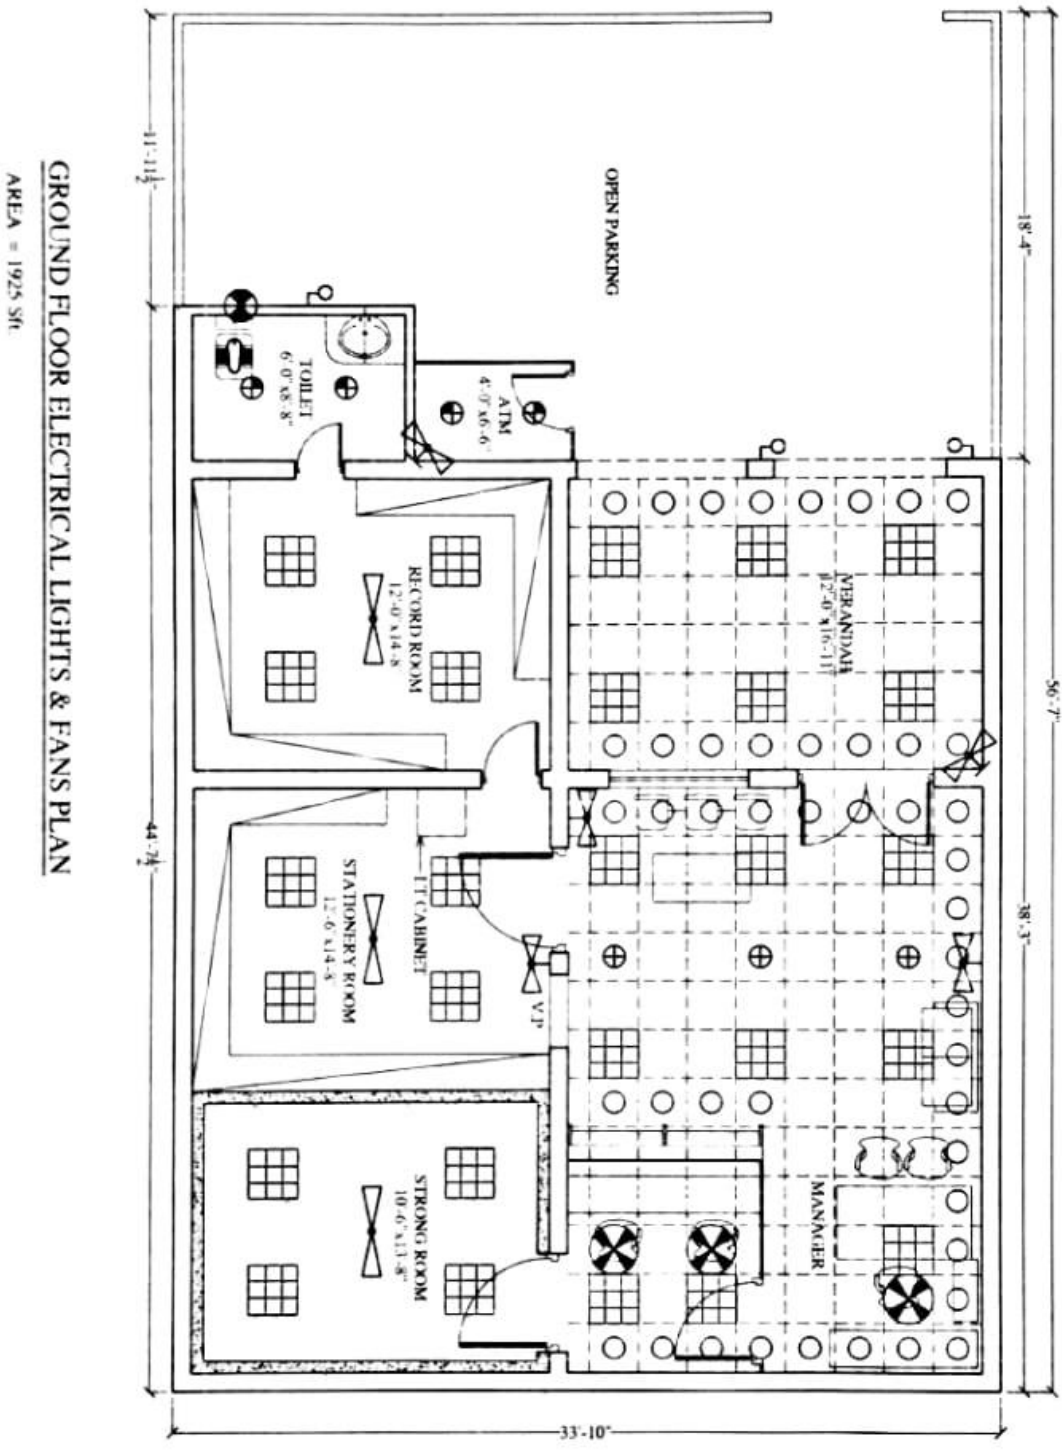 GROUND FLOOR ELECTRICAL LIGHTS & FANS PLAN
AREA = 1925 Sft.
OPEN PARKING
18'-4"
56'-7"
38'-3"
11'-11½"
44'-7½"
33'-10"
TOILET
6'-0"x8'-8"
ATM
4'-0"x6'-6"
VERANDAH
12'-0"x16'-11"
RECORD ROOM
12'-0"x14'-8"
I.T CABINET
STATIONERY ROOM
12'-6"x14'-8"
V.P
STRONG ROOM
10'-6"x13'-8"
MANAGER